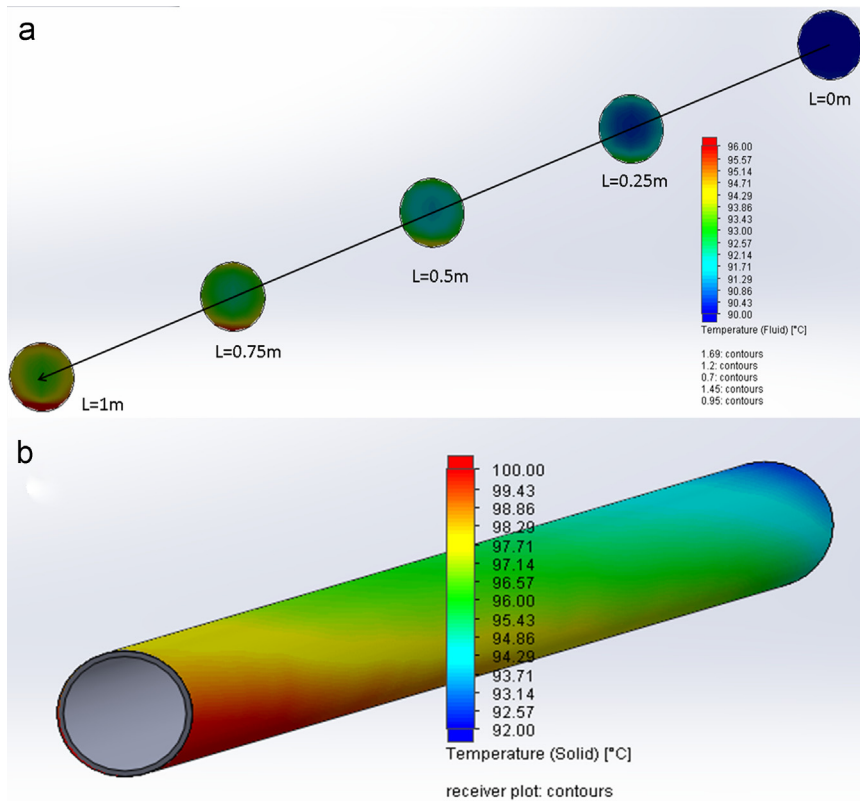 a
L=0m
L=0.25m
L=0.5m
L=0.75m
L=1m
96.00
95.57
95.14
94.71
94.29
93.86
93.43
93.00
92.57
92.14
91.71
91.29
90.86
90.43
90.00
Temperature (Fluid) [°C]
1.69: contours
1.2: contours
0.7: contours
1.45: contours
0.95: contours
b
100.00
99.43
98.86
98.29
97.71
97.14
96.57
96.00
95.43
94.86
94.29
93.71
93.14
92.57
92.00
Temperature (Solid) [°C]
receiver plot: contours